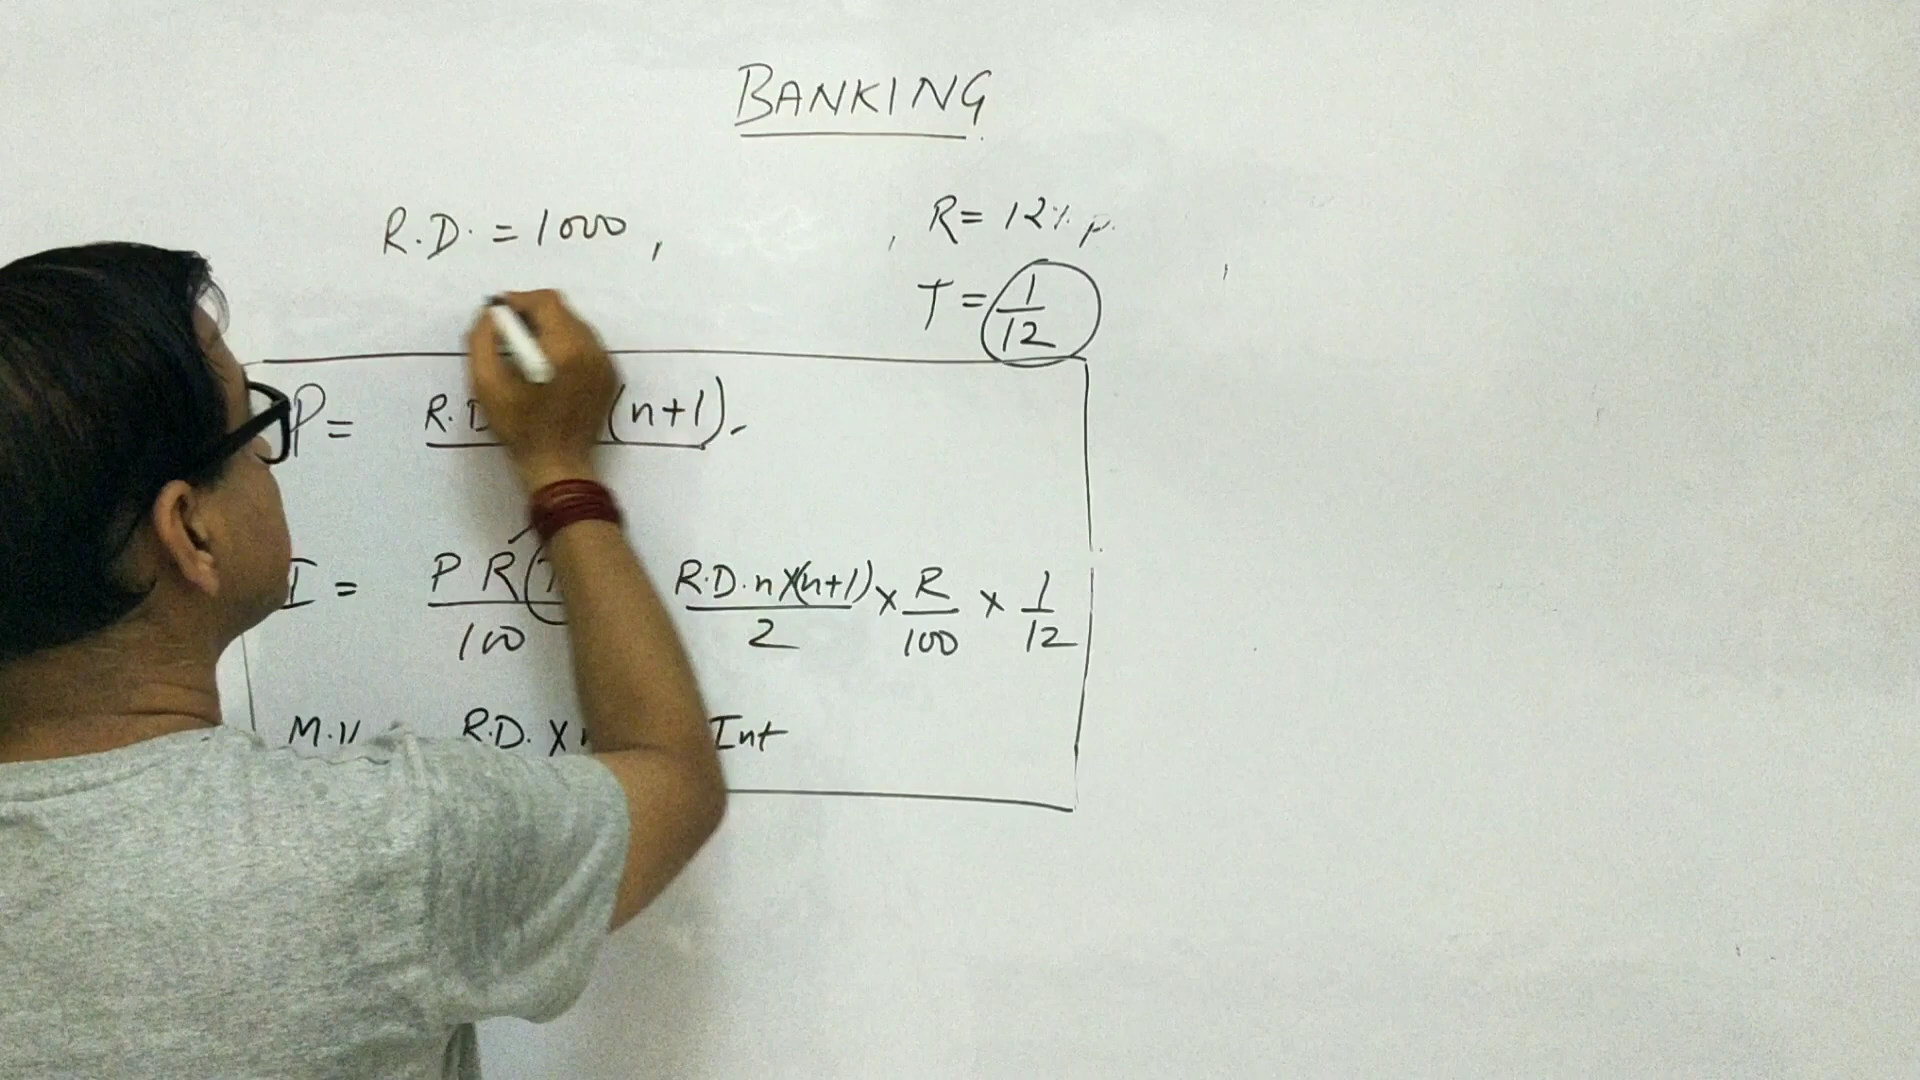 BANKING
R.D. = 1000, , R = 12% p.
T = 1/12
P = R.D (n+1)
I = P R /100 R.D. n x(n+1)/2 x R/100 x 1/12
M.V R.D. x Int